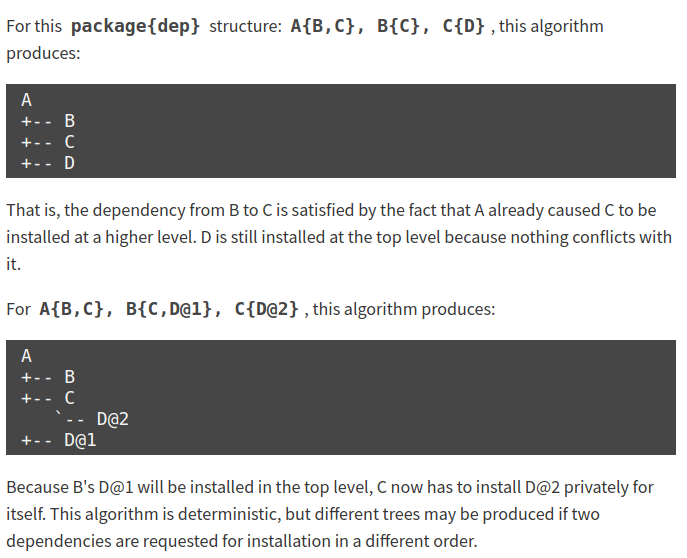 For this package{dep} structure: A{B,C}, B{C}, C{D} , this algorithm
produces:
A
+-- B
+-- C
+-- D
That is, the dependency from B to C is satisfied by the fact that A already caused C to be
installed at a higher level. D is still installed at the top level because nothing conflicts with
it.
For A{B,C}, B{C,D@1}, C{D@2} , this algorithm produces:
A
+-- B
+-- C
   `-- D@2
+-- D@1
Because B's D@1 will be installed in the top level, C now has to install D@2 privately for
itself. This algorithm is deterministic, but different trees may be produced if two
dependencies are requested for installation in a different order.